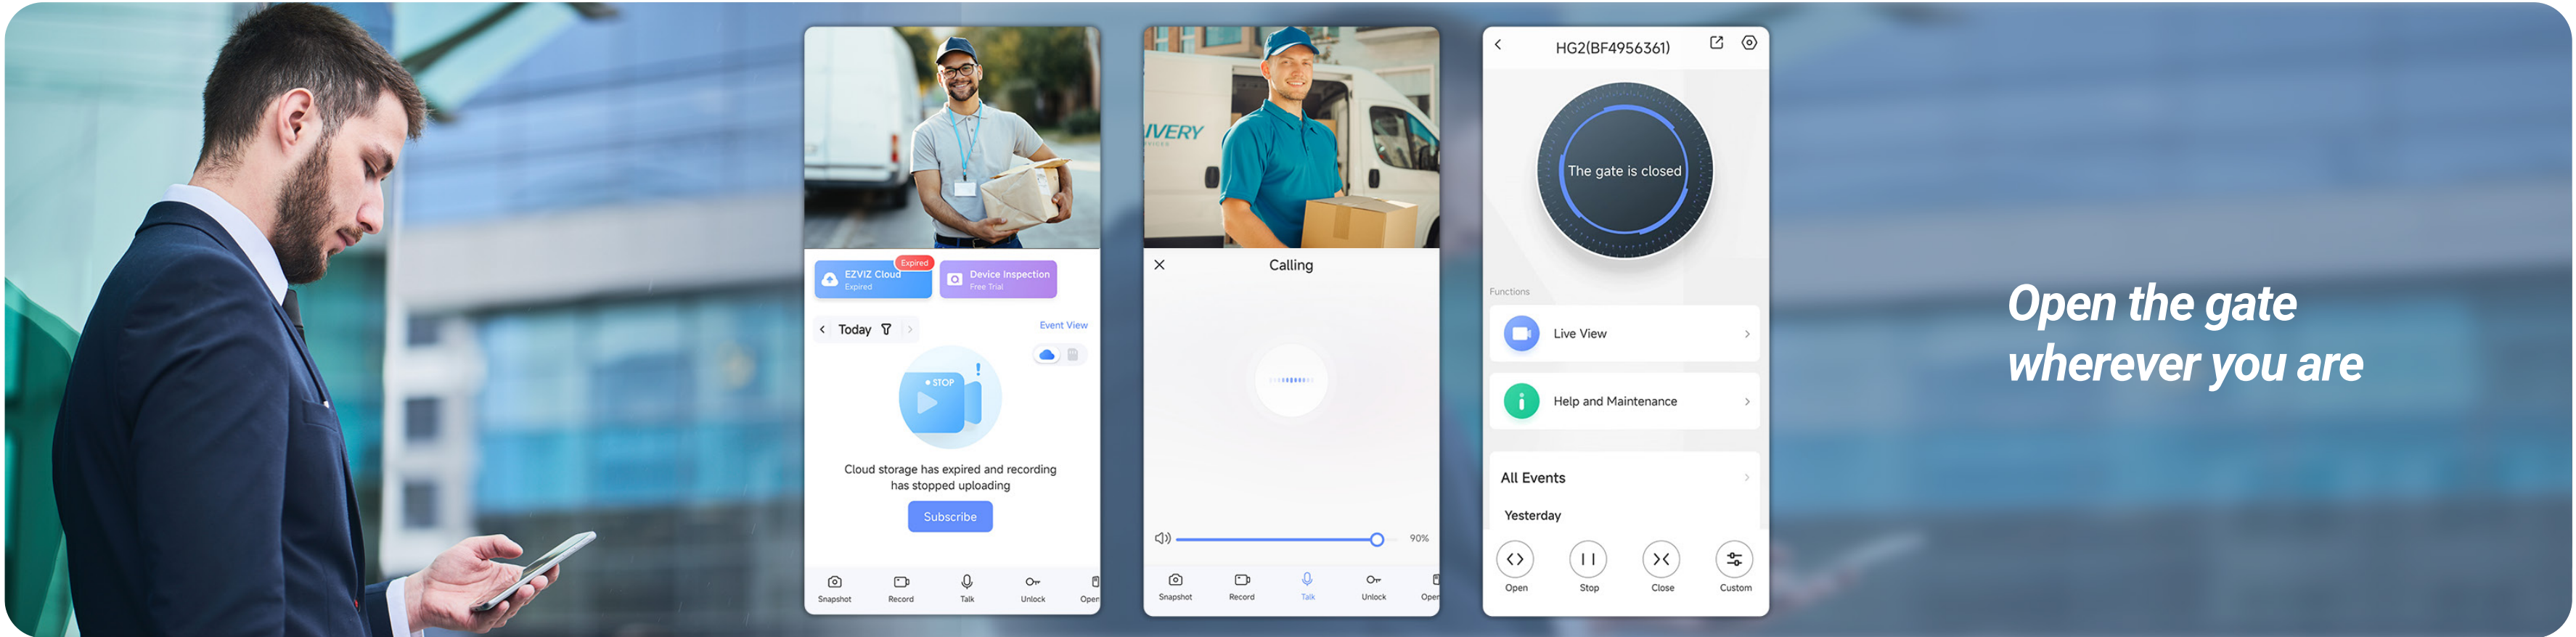 EZVIZ Cloud
Expired
Expired
Device Inspection
Free Trial
Today
Event View
STOP
Cloud storage has expired and recording
has stopped uploading
Subscribe
Snapshot
Record
Talk
Unlock
Open
IVERY
Calling
90%
Snapshot
Record
Talk
Unlock
Open
HG2(BF4956361)
The gate is closed
Functions
Live View
Help and Maintenance
All Events
Yesterday
Open
Stop
Close
Custom
Open the gate
wherever you are